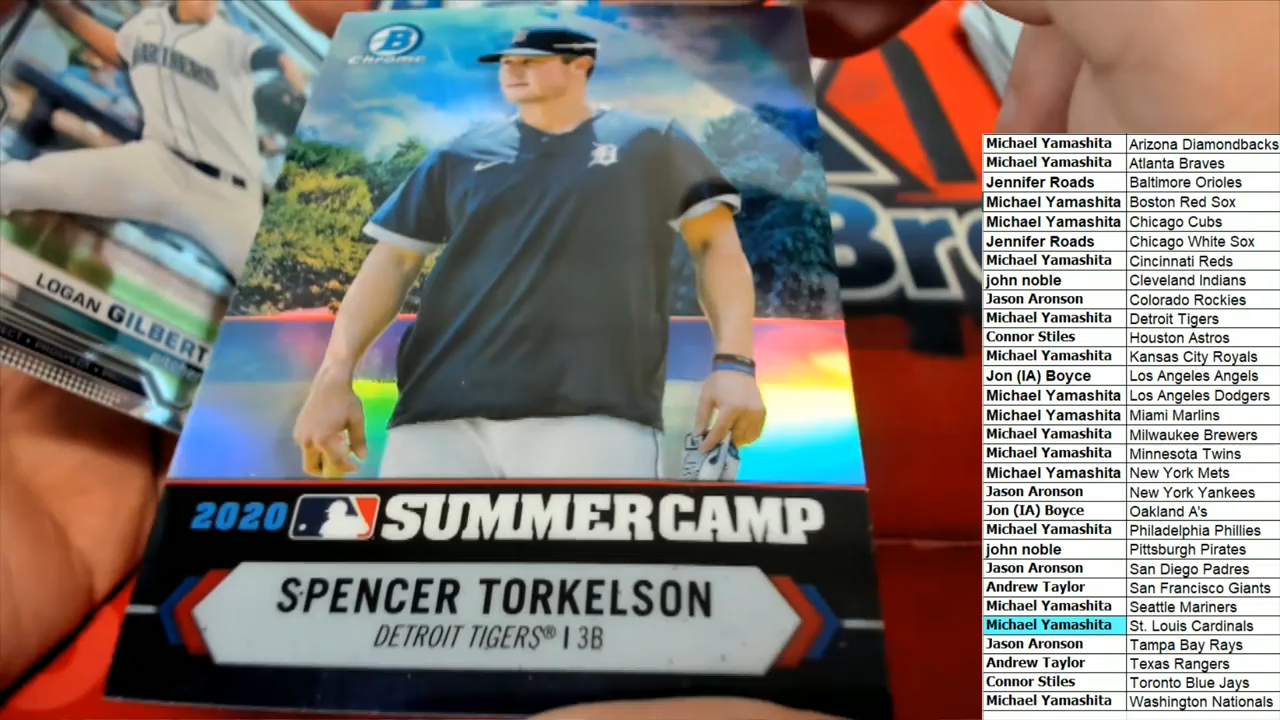 B
Chrome
MARINERS
D
LOGAN GILBERT
2020 SUMMER CAMP
SPENCER TORKELSON
DETROIT TIGERS® | 3B
Br
Michael Yamashita Arizona Diamondbacks
Michael Yamashita Atlanta Braves
Jennifer Roads Baltimore Orioles
Michael Yamashita Boston Red Sox
Michael Yamashita Chicago Cubs
Jennifer Roads Chicago White Sox
Michael Yamashita Cincinnati Reds
john noble Cleveland Indians
Jason Aronson Colorado Rockies
Michael Yamashita Detroit Tigers
Connor Stiles Houston Astros
Michael Yamashita Kansas City Royals
Jon (IA) Boyce Los Angeles Angels
Michael Yamashita Los Angeles Dodgers
Michael Yamashita Miami Marlins
Michael Yamashita Milwaukee Brewers
Michael Yamashita Minnesota Twins
Michael Yamashita New York Mets
Jason Aronson New York Yankees
Jon (IA) Boyce Oakland A's
Michael Yamashita Philadelphia Phillies
john noble Pittsburgh Pirates
Jason Aronson San Diego Padres
Andrew Taylor San Francisco Giants
Michael Yamashita Seattle Mariners
Michael Yamashita St. Louis Cardinals
Jason Aronson Tampa Bay Rays
Andrew Taylor Texas Rangers
Connor Stiles Toronto Blue Jays
Michael Yamashita Washington Nationals